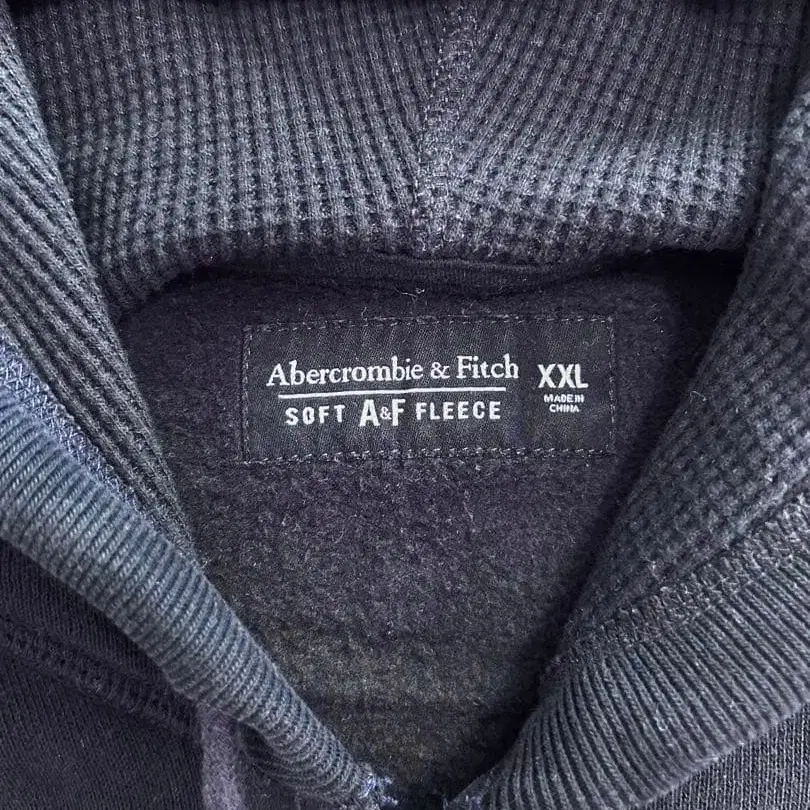 Abercrombie & Fitch XXL
SOFT A&F FLEECE
MADE IN
CHINA